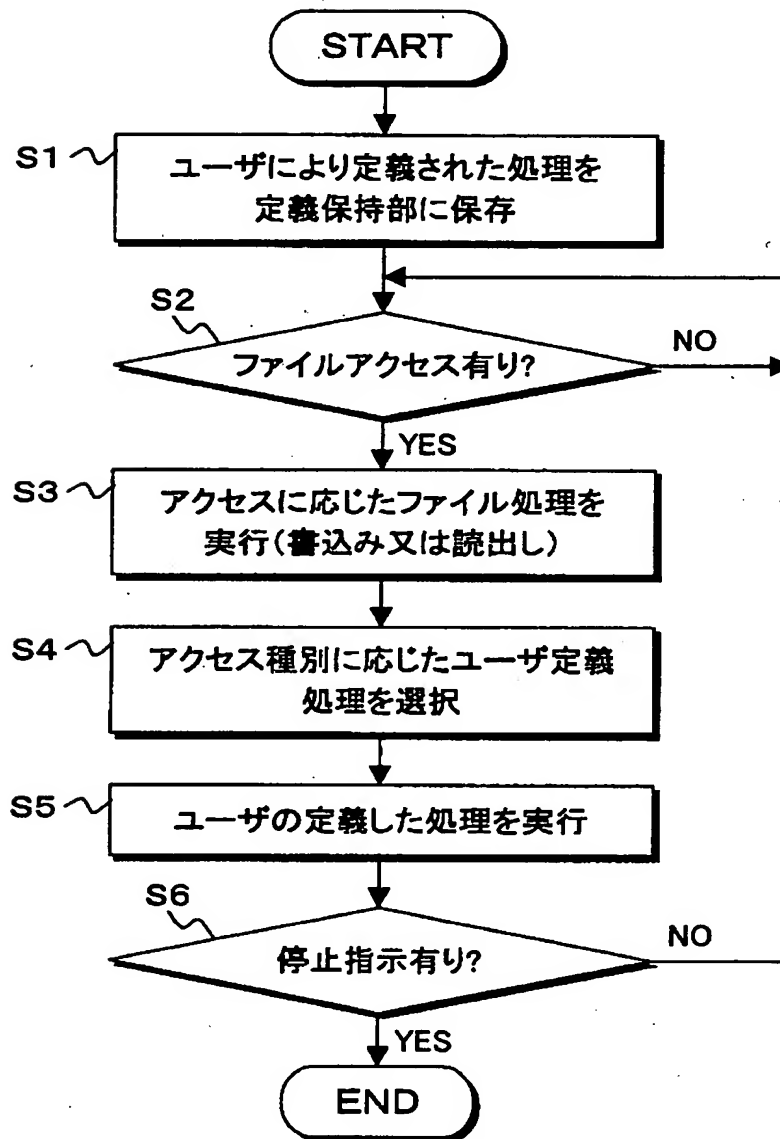 START
S1
ユーザにより定義された処理を
定義保持部に保存
S2
ファイルアクセス有り?
NO
YES
S3
アクセスに応じたファイル処理を
実行(書込み又は読出し)
S4
アクセス種別に応じたユーザ定義
処理を選択
S5
ユーザの定義した処理を実行
S6
停止指示有り?
NO
YES
END